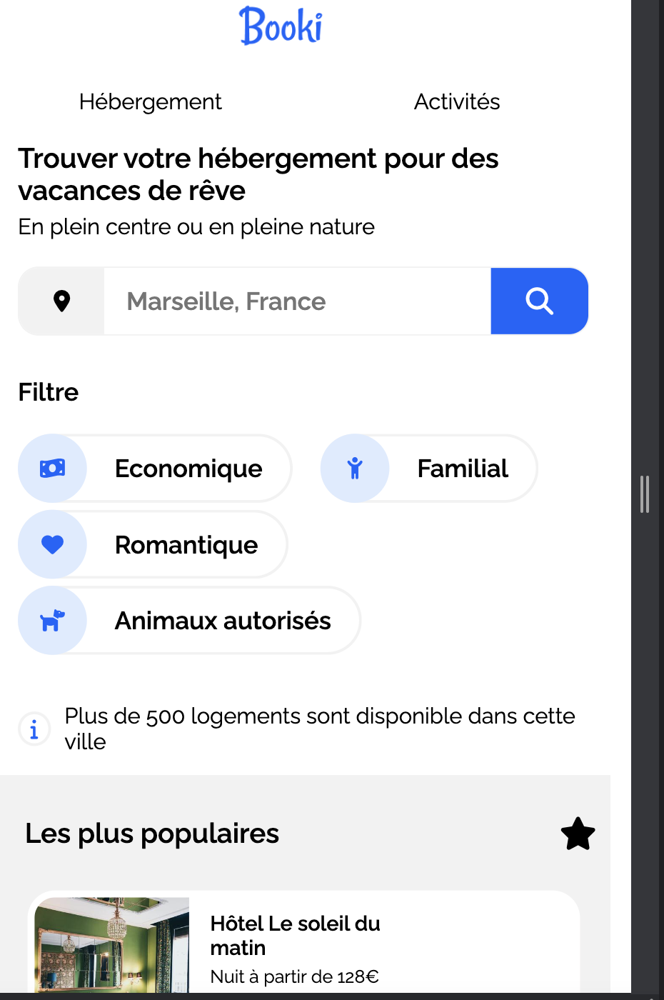 Booki
Hébergement
Activités
Trouver votre hébergement pour des
vacances de rêve
En plein centre ou en pleine nature
Marseille, France
Filtre
Economique
Familial
Romantique
Animaux autorisés
Plus de 500 logements sont disponible dans cette
ville
Les plus populaires
Hôtel Le soleil du
matin
Nuit à partir de 128€